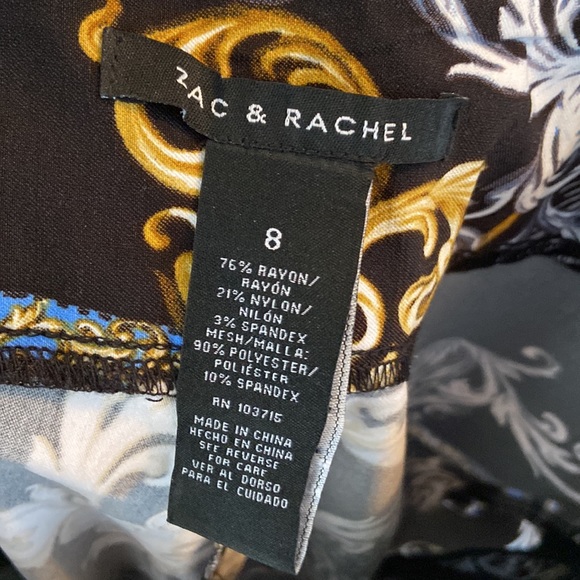 ZAC & RACHEL
8
76% RAYON/
RAYÓN
21% NYLON/
NILÓN
3% SPANDEX
MESH/MALLA:
90% POLYESTER/
POLIÉSTER
10% SPANDEX
RN 103715
MADE IN CHINA
HECHO EN CHINA
SEE REVERSE
FOR CARE
VER AL DORSO
PARA EL CUIDADO